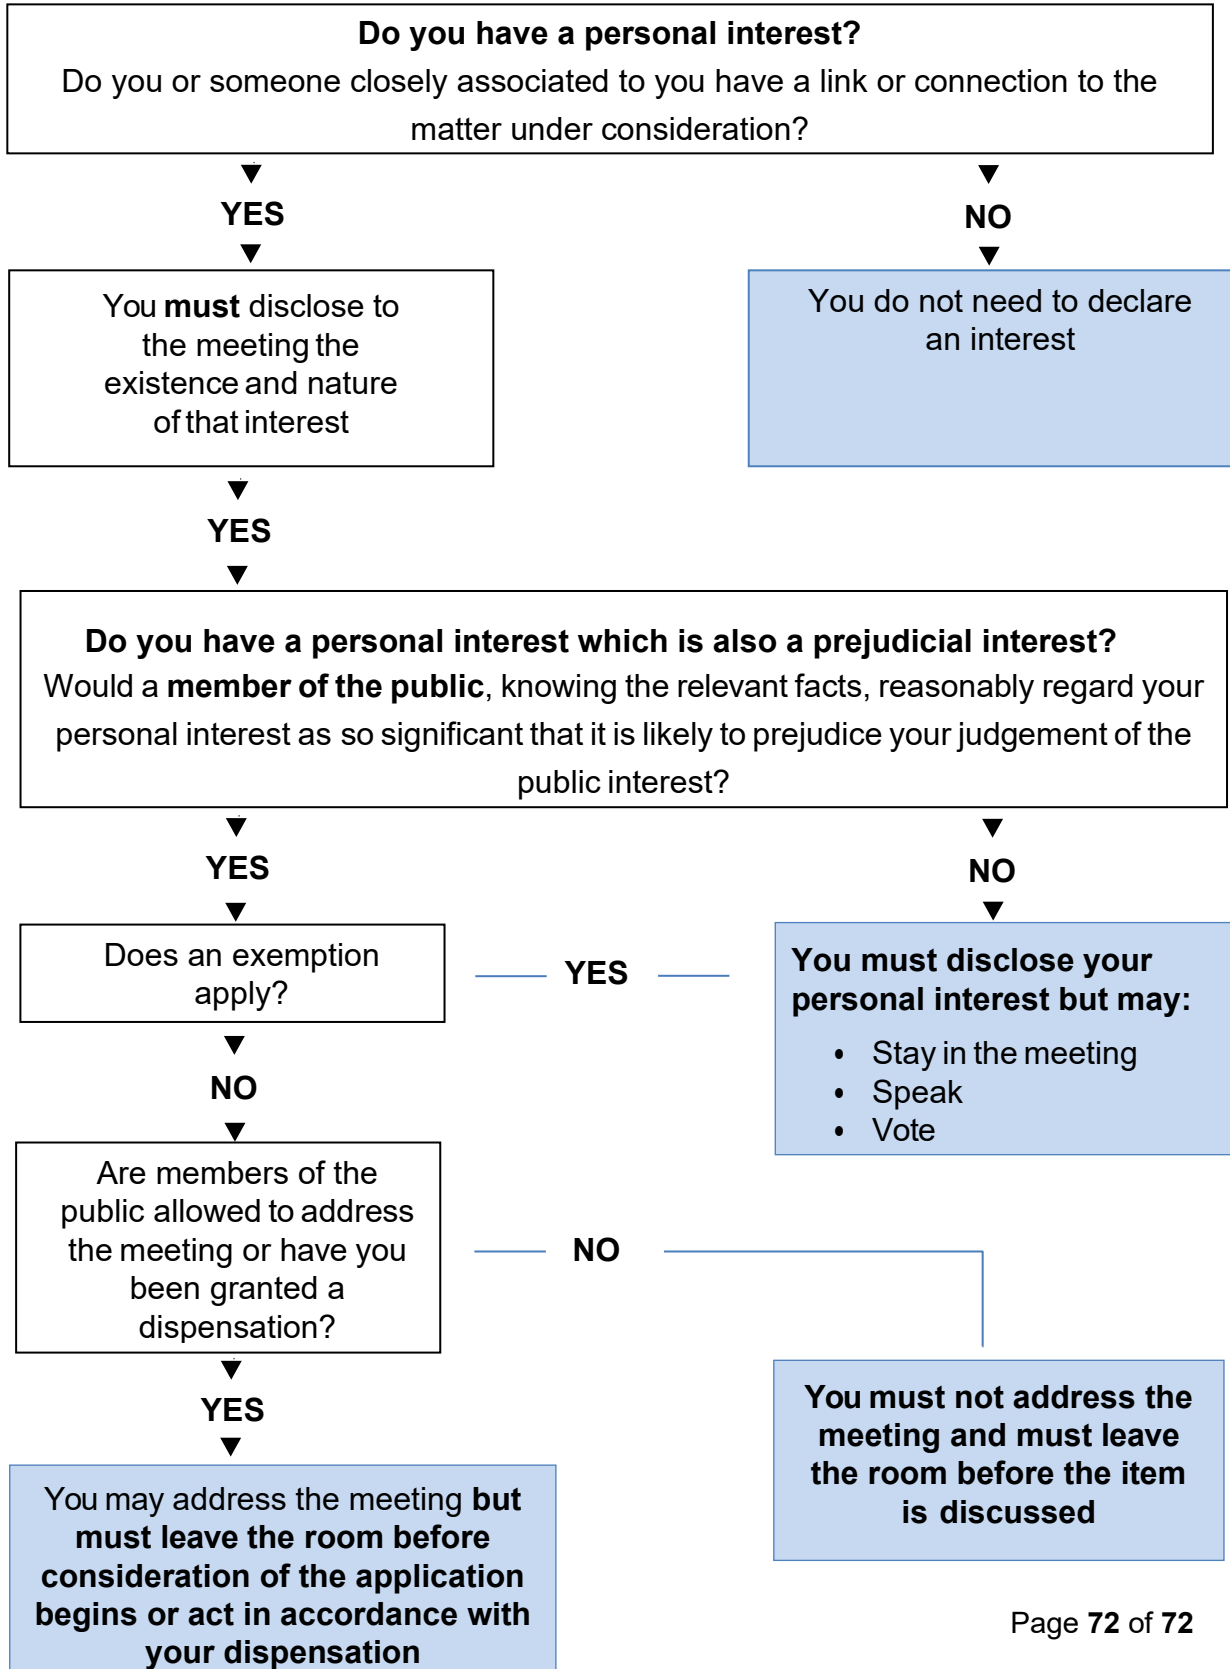 Do you have a personal interest?
Do you or someone closely associated to you have a link or connection to the
matter under consideration?
YES
NO
You must disclose to
the meeting the
existence and nature
of that interest
You do not need to declare
an interest
YES
Do you have a personal interest which is also a prejudicial interest?
Would a member of the public, knowing the relevant facts, reasonably regard your
personal interest as so significant that it is likely to prejudice your judgement of the
public interest?
YES
NO
Does an exemption
apply?
YES
You must disclose your
personal interest but may:
• Stay in the meeting
• Speak
• Vote
NO
Are members of the
public allowed to address
the meeting or have you
been granted a
dispensation?
NO
You must not address the
meeting and must leave
the room before the item
is discussed
YES
You may address the meeting but
must leave the room before
consideration of the application
begins or act in accordance with
your dispensation
Page 72 of 72